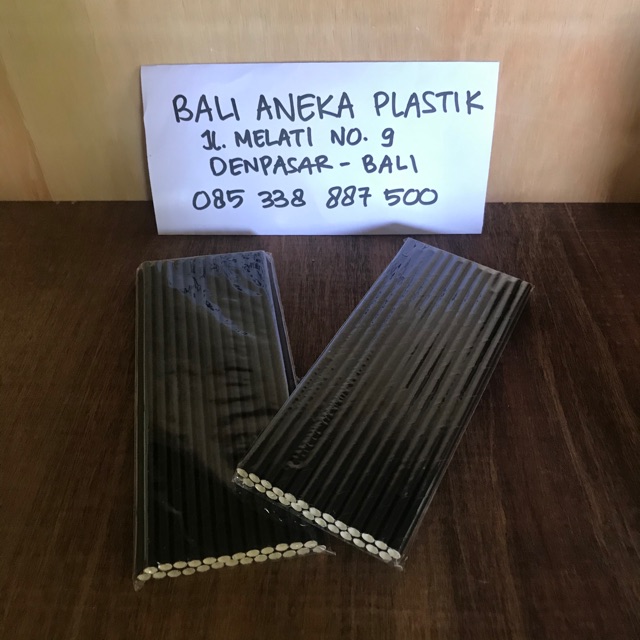 BALI ANEKA PLASTIK
JL. MELATI NO. 9
DENPASAR - BALI
085 338 887 500